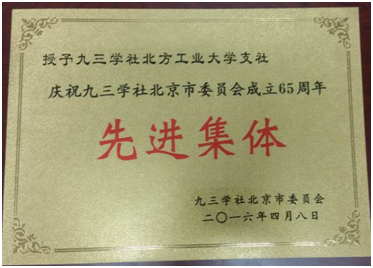 授予九三学社北方工业大学支社
庆祝九三学社北京市委员会成立65周年
先进集体
九三学社北京市委员会
二〇一六年四月八日